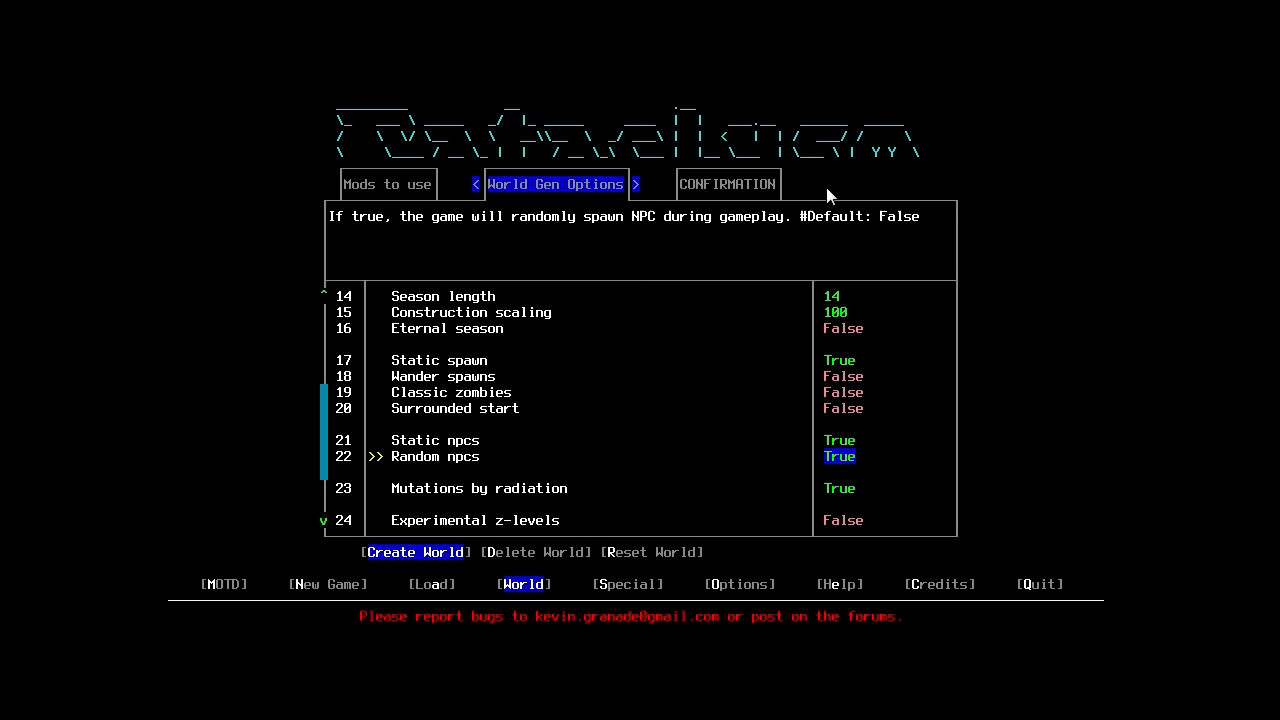 Mods to use < World Gen Options > CONFIRMATION
If true, the game will randomly spawn NPC during gameplay. #Default: False
^ 14 Season length 14
15 Construction scaling 100
16 Eternal season False
17 Static spawn True
18 Wander spawns False
19 Classic zombies False
20 Surrounded start False
21 Static npcs True
22 >> Random npcs True
23 Mutations by radiation True
v 24 Experimental z-levels False
[Create World] [Delete World] [Reset World]
[MOTD] [New Game] [Load] [World] [Special] [Options] [Help] [Credits] [Quit]
Please report bugs to kevin.granade@gmail.com or post on the forums.